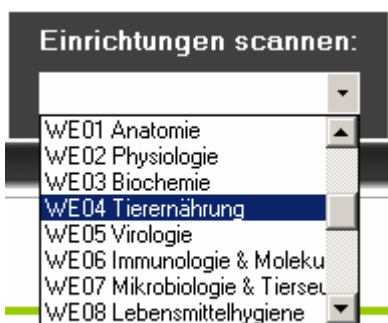 Einrichtungen scannen:
WE01 Anatomie
WE02 Physiologie
WE03 Biochemie
WE04 Tierernährung
WE05 Virologie
WE06 Immunologie & Moleku
WE07 Mikrobiologie & Tierseu
WE08 Lebensmittelhygiene